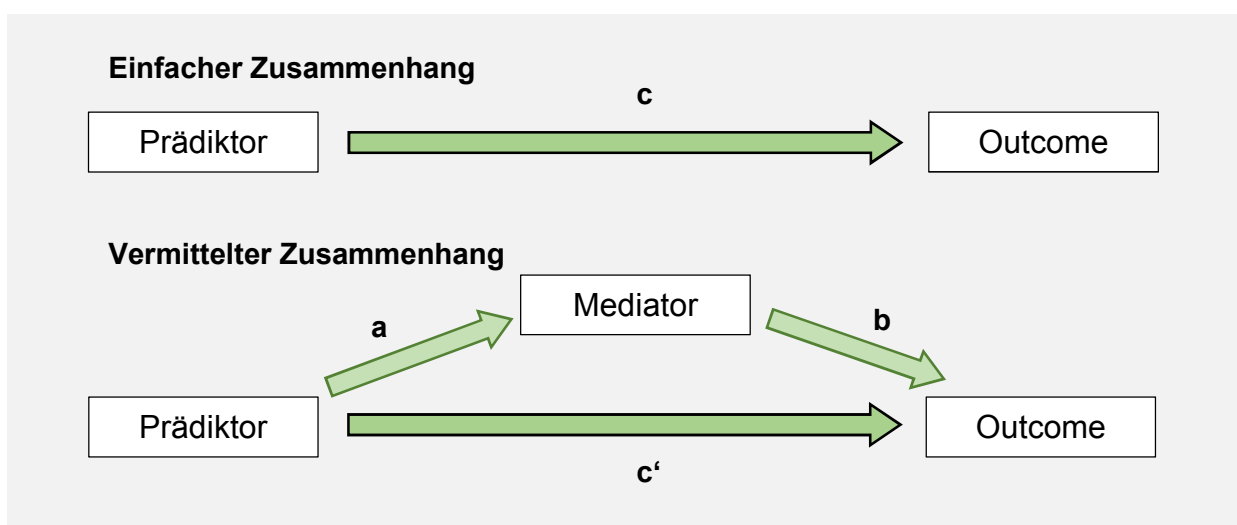 Einfacher Zusammenhang
c
Prädiktor
Outcome
Vermittelter Zusammenhang
Mediator
a
b
Prädiktor
Outcome
c‘